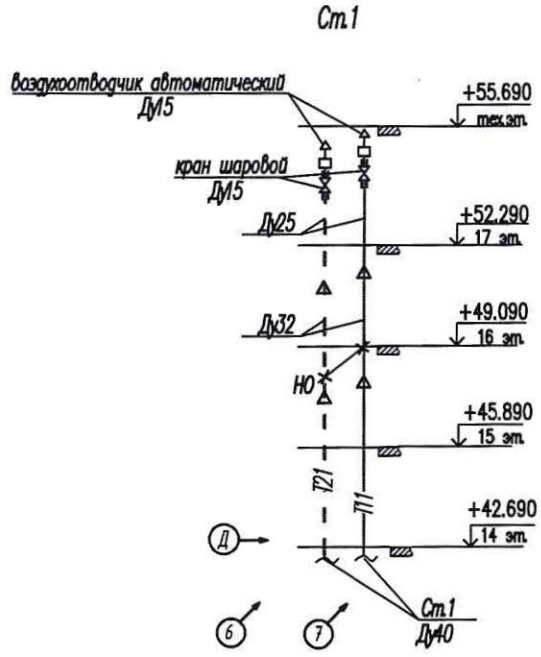 Ст.1
воздухоотводчик автоматический
Ду15
+55.690
тех.эт.
кран шаровой
Ду15
+52.290
17 эт.
Ду25
+49.090
16 эт.
Ду32
НО
+45.890
15 эт.
Т21
Т11
+42.690
14 эт.
Д
Ст.1
Ду40
6
7